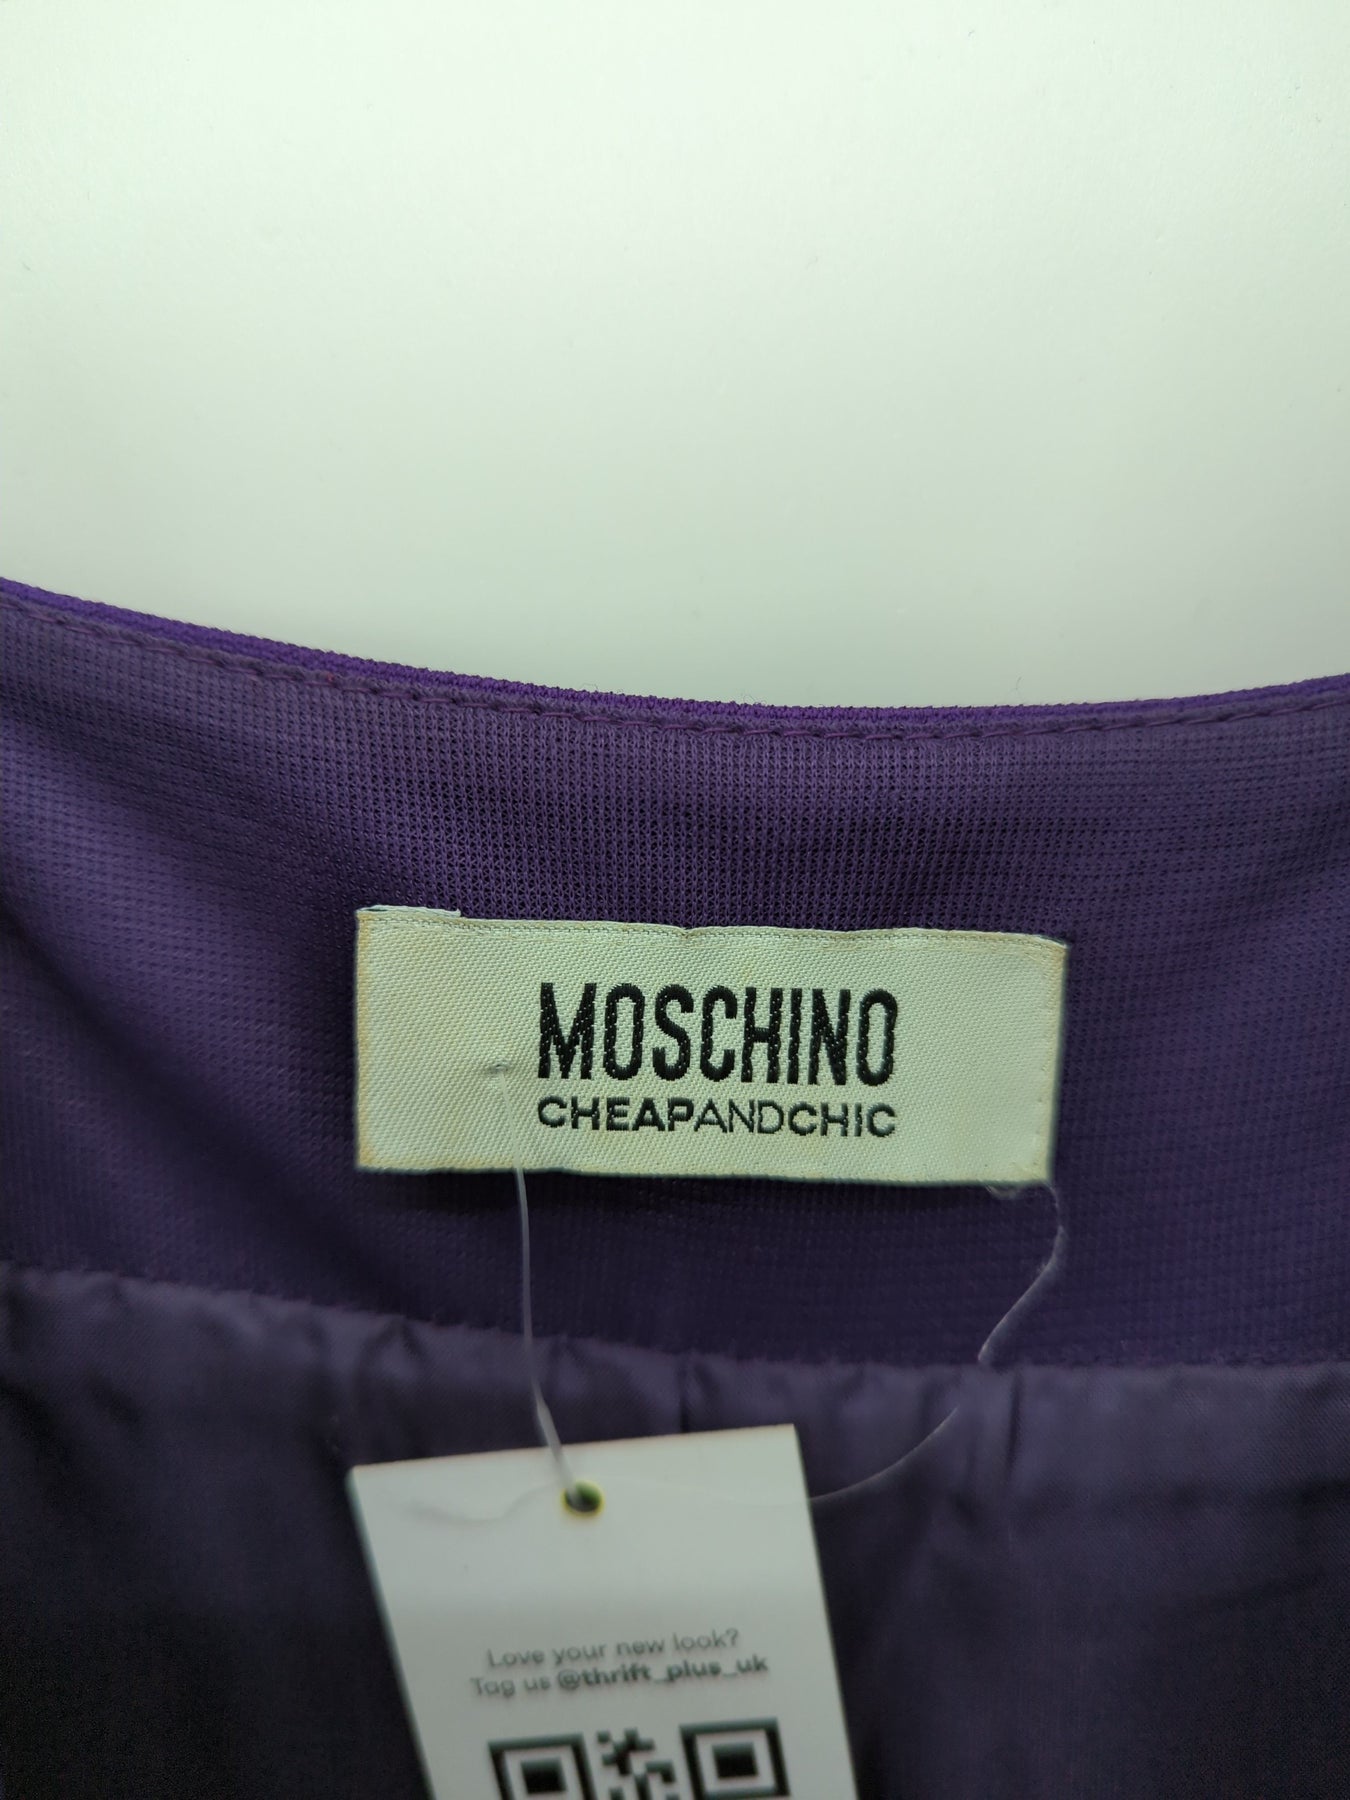 MOSCHINO
CHEAPANDCHIC
Love your new look?
Tag us @thrift_plus_uk